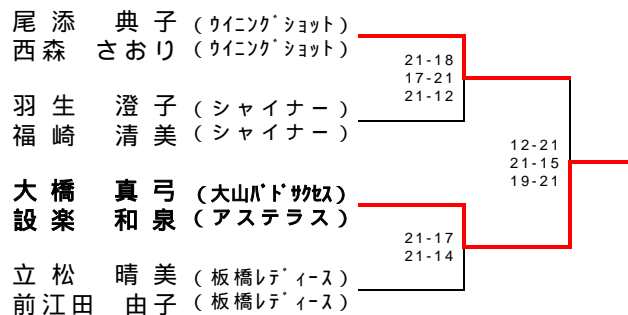 尾添 典子 (ｳｲﾆﾝｸﾞｼｮｯﾄ)
西森 さおり (ｳｲﾆﾝｸﾞｼｮｯﾄ)
21-18
17-21
21-12
羽生 澄子 (シャイナー)
福崎 清美 (シャイナー)
12-21
21-15
19-21
大橋 真弓 (大山ﾊﾞﾄﾞｻｸｾｽ)
設楽 和泉 (アステラス)
21-17
21-14
立松 晴美 (板橋ﾚﾃﾞｨｰｽ)
前江田 由子 (板橋ﾚﾃﾞｨｰｽ)